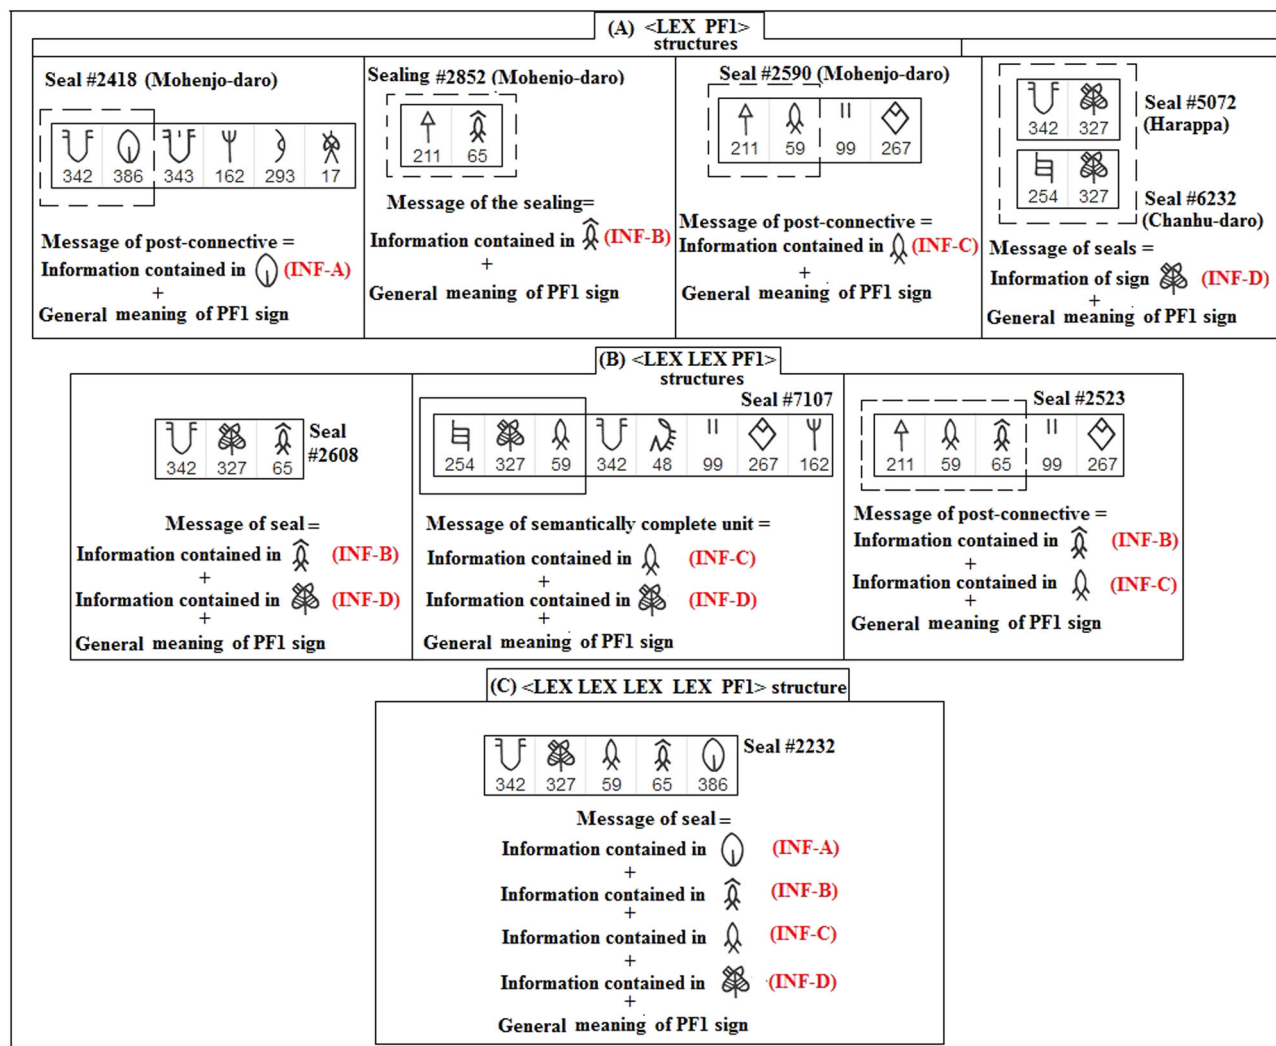 (A) <LEX PF1>
structures
Seal #2418 (Mohenjo-daro)
342 386 343 162 293 17
Message of post-connective =
Information contained in (INF-A)
+
General meaning of PF1 sign
Sealing #2852 (Mohenjo-daro)
211 65
Message of the sealing=
Information contained in (INF-B)
+
General meaning of PF1 sign
Seal #2590 (Mohenjo-daro)
211 59 99 267
Message of post-connective =
Information contained in (INF-C)
+
General meaning of PF1 sign
342 327
Seal #5072
(Harappa)
254 327
Seal #6232
(Chanhu-daro)
Message of seals =
Information of sign (INF-D)
+
General meaning of PF1 sign
(B) <LEX LEX PF1>
structures
Seal
#2608
342 327 65
Message of seal =
Information contained in (INF-B)
+
Information contained in (INF-D)
+
General meaning of PF1 sign
Seal #7107
254 327 59 342 48 99 267 162
Message of semantically complete unit =
Information contained in (INF-C)
+
Information contained in (INF-D)
+
General meaning of PF1 sign
Seal #2523
211 59 65 99 267
Message of post-connective =
Information contained in (INF-B)
+
Information contained in (INF-C)
+
General meaning of PF1 sign
(C) <LEX LEX LEX LEX PF1> structure
Seal #2232
342 327 59 65 386
Message of seal =
Information contained in (INF-A)
+
Information contained in (INF-B)
+
Information contained in (INF-C)
+
Information contained in (INF-D)
+
General meaning of PF1 sign